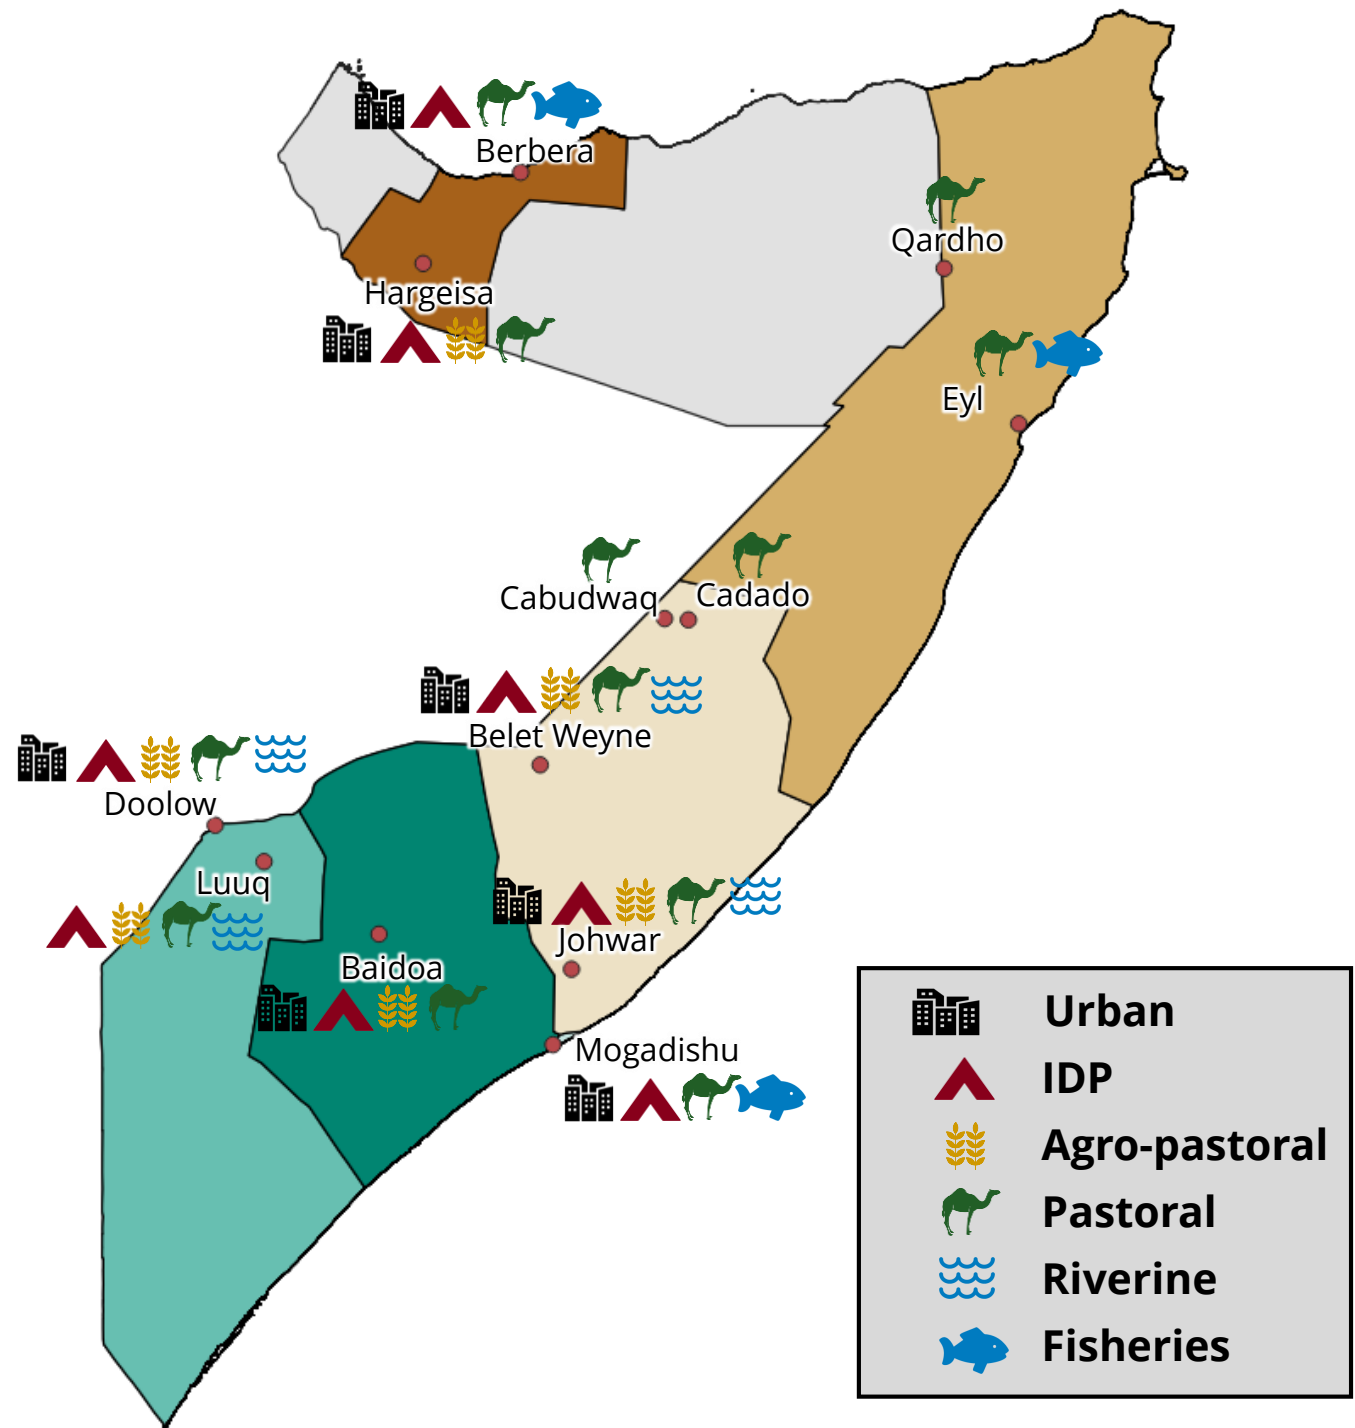 Berbera
Qardho
Hargeisa
Eyl
Cabudwaq
Cadado
Belet Weyne
Doolow
Luuq
Johwar
Baidoa
Mogadishu
Urban
IDP
Agro-pastoral
Pastoral
Riverine
Fisheries